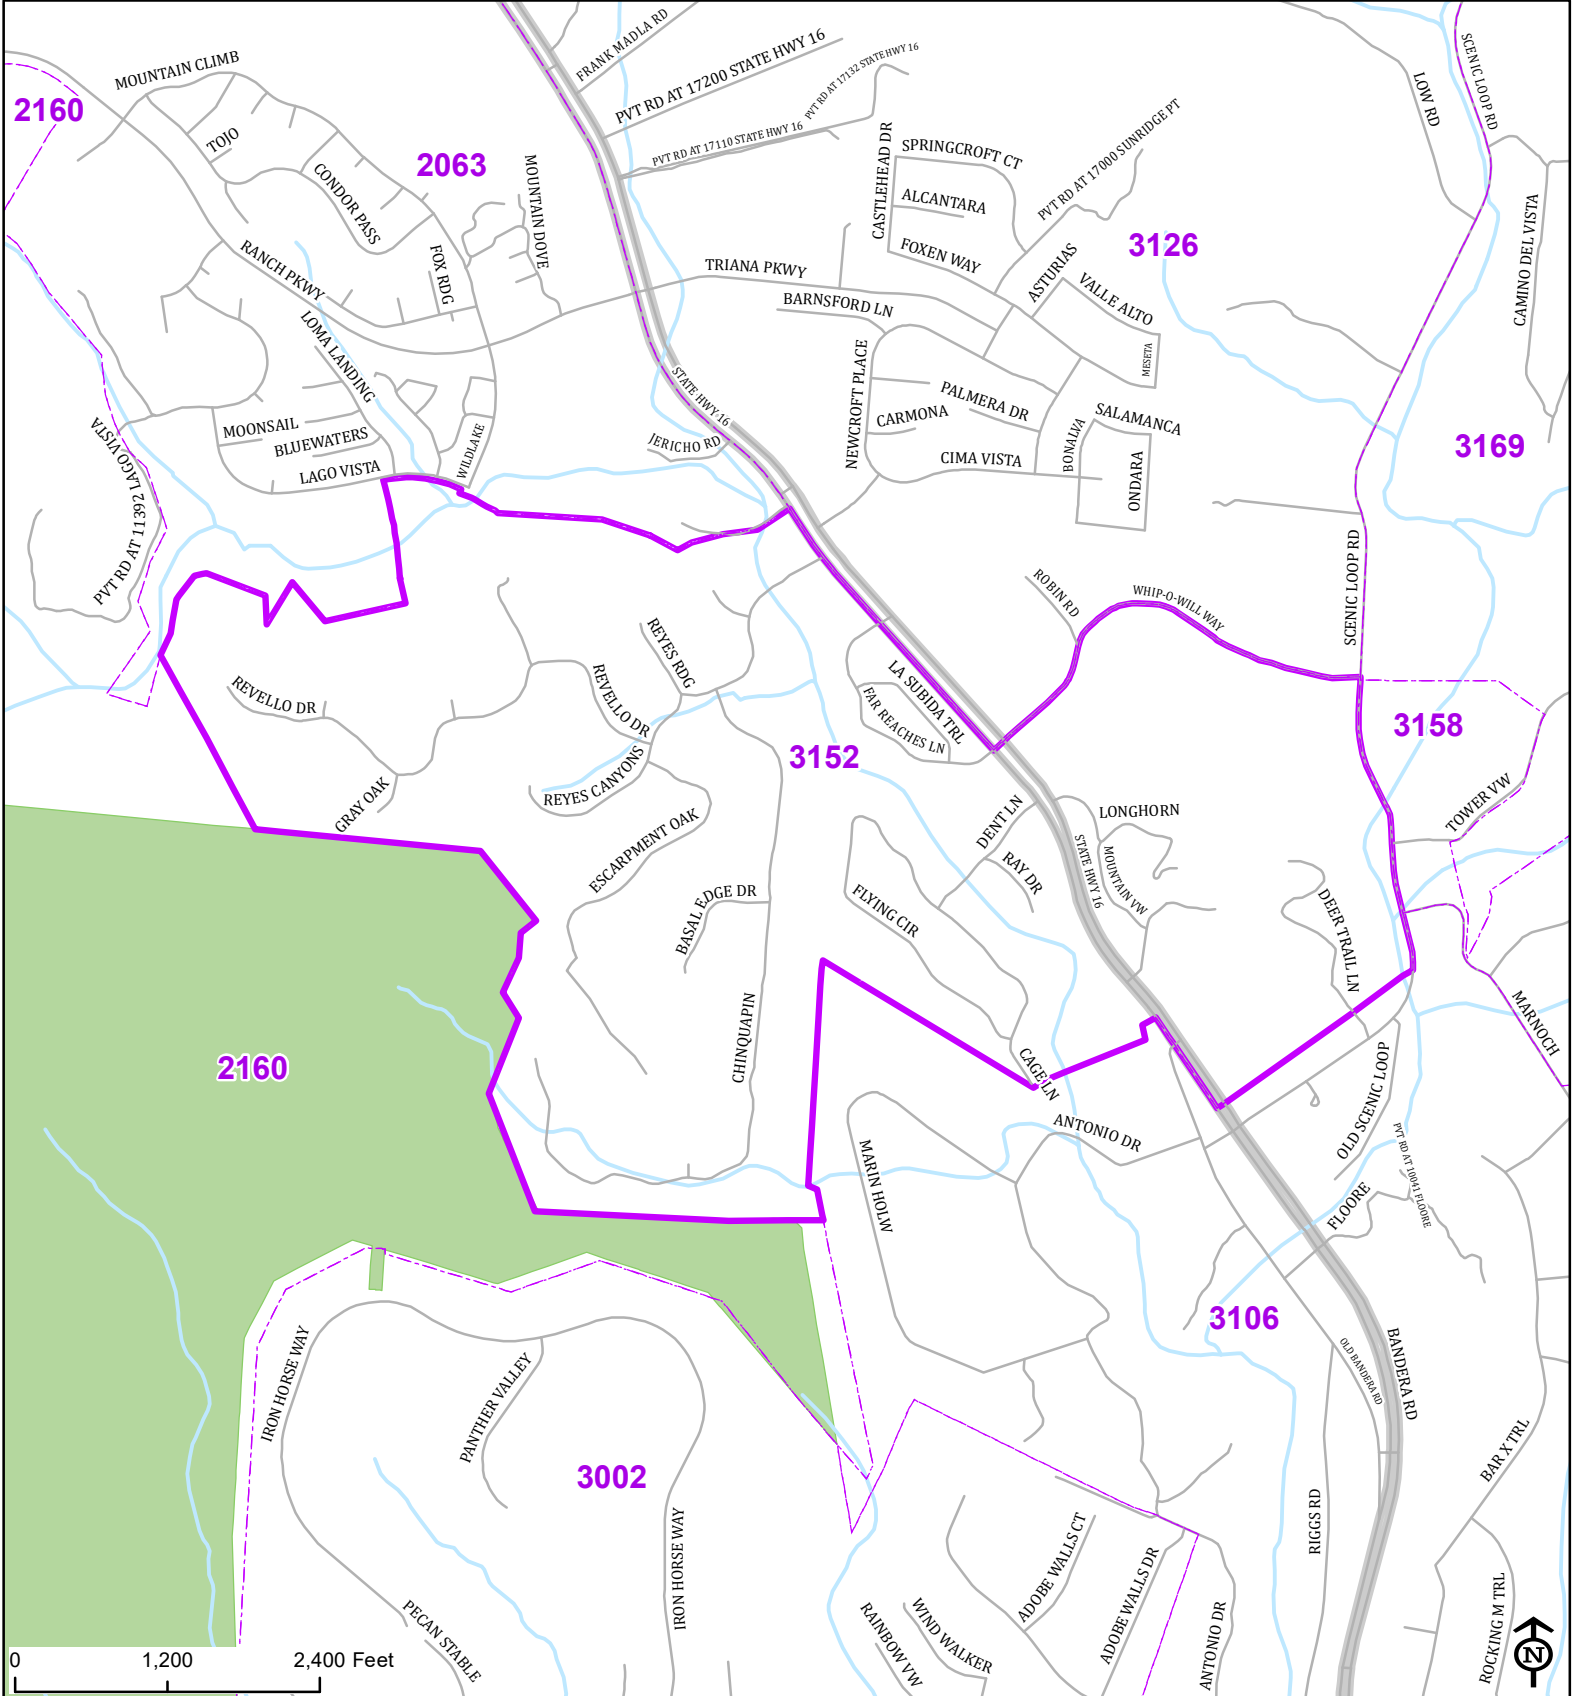 FRANK MADLA RD
PVT RD AT 17200 STATE HWY 16
PVT RD AT 17132 STATE HWY 16
SCENIC LOOP RD
MOUNTAIN CLIMB
LOW RD
2160
2063
TOJO
PVT RD AT 17110 STATE HWY 16
CASTLEHEAD DR
SPRINGCROFT CT
PVT RD AT 17000 SUNRIDGE PT
CONDOR PASS
MOUNTAIN DOVE
ALCANTARA
3126
CAMINO DEL VISTA
RANCH PKWY
FOX RDG
FOXEN WAY
TRIANA PKWY
ASTURIAS
VALLE ALTO
BARNSFORD LN
LOMA LANDING
MESETA
STATE HWY 16
NEWCROFT PLACE
PALMERA DR
CARMONA
SALAMANCA
MOONSAIL
BLUEWATERS
JERICHO RD
WILDLAKE
BONALVA
3169
LAGO VISTA
CIMA VISTA
ONDARA
PVT RD AT 11392 LAGO VISTA
SCENIC LOOP RD
ROBIN RD
WHIP-O-WILL WAY
REYES RDG
REVELLO DR
REVELLO DR
LA SUBIDA TRL
FAR REACHES LN
3158
3152
REYES CANYONS
GRAY OAK
TOWER VW
LONGHORN
DENT LN
ESCARPMENT OAK
RAY DR
STATE HWY 16
MOUNTAIN VW
BASAL EDGE DR
FLYING CIR
DEER TRAIL LN
CHINQUAPIN
MARNOCH
2160
CAGE LN
OLD SCENIC LOOP
ANTONIO DR
MARIN HOLW
PVT RD AT 10041 FLOORE
FLOORE
3106
IRON HORSE WAY
PANTHER VALLEY
OLD BANDERA RD
BANDERA RD
3002
BAR X TRL
IRON HORSE WAY
RIGGS RD
ADOBE WALLS CT
ADOBE WALLS DR
PECAN STABLE
RAINBOW VW
WIND WALKER
ANTONIO DR
ROCKING M TRL
0 1,200 2,400 Feet
N